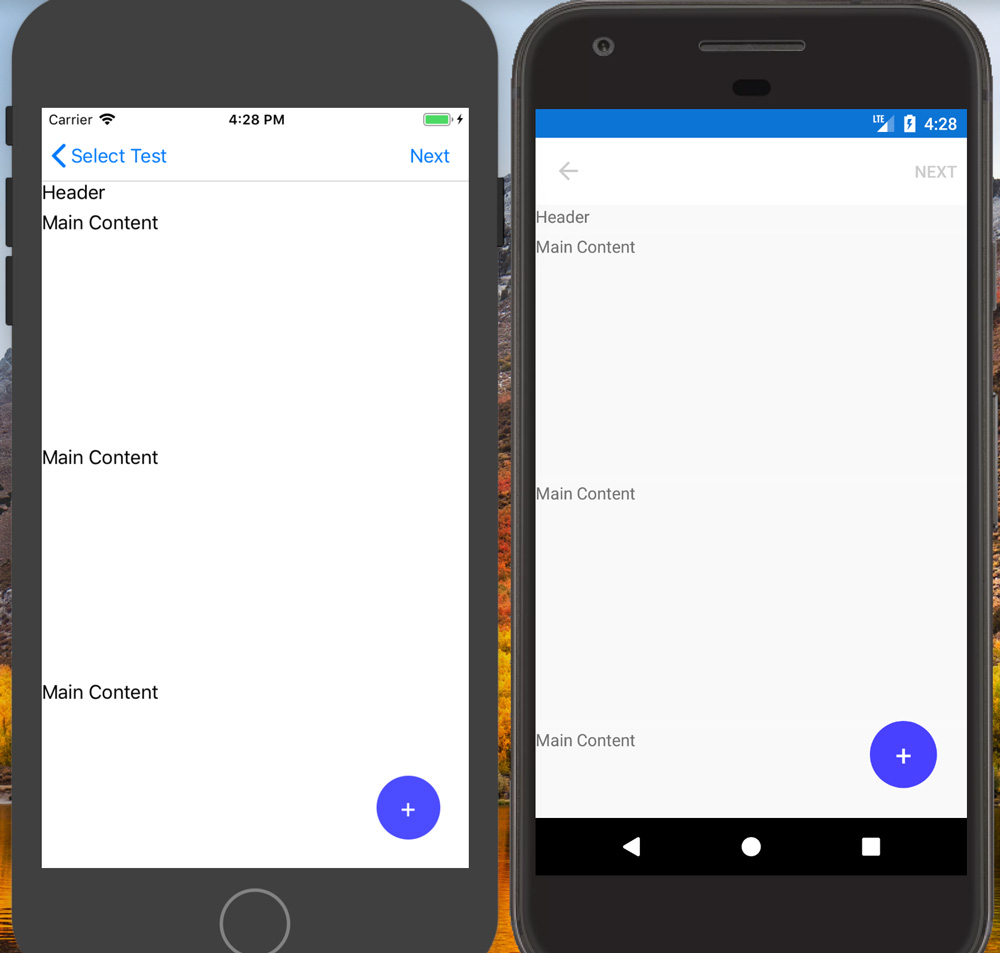 Carrier 4:28 PM
Select Test Next
Header
Main Content
Main Content
Main Content
+
LTE 4:28
NEXT
Header
Main Content
Main Content
Main Content
+